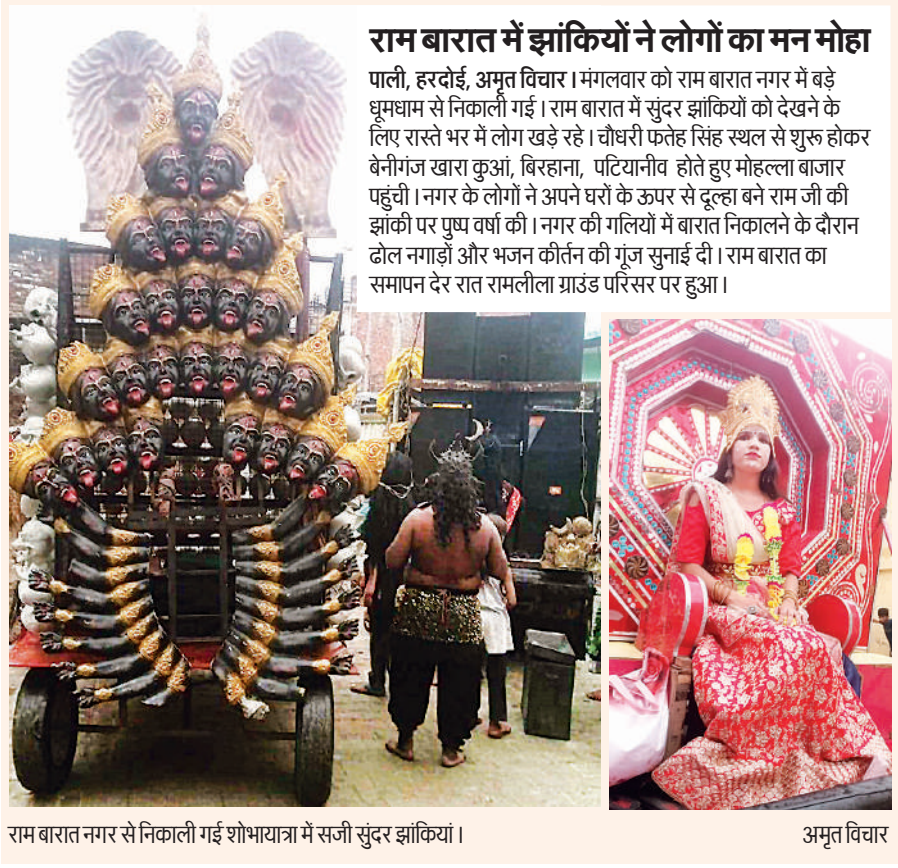 राम बारात में झांकियों ने लोगों का मन मोहा
पाली, हरदोई, अमृत विचार। मंगलवार को राम बारात नगर में बड़े
धूमधाम से निकाली गई। राम बारात में सुंदर झांकियों को देखने के
लिए रास्ते भर में लोग खड़े रहे। चौधरी फतेह सिंह स्थल से शुरू होकर
बेनीगंज खारा कुआं, बिरहाना, पटियानीव होते हुए मोहल्ला बाजार
पहुंची। नगर के लोगों ने अपने घरों के ऊपर से दूल्हा बने राम जी की
झांकी पर पुष्प वर्षा की। नगर की गलियों में बारात निकालने के दौरान
ढोल नगाड़ों और भजन कीर्तन की गूंज सुनाई दी। राम बारात का
समापन देर रात रामलीला ग्राउंड परिसर पर हुआ।
राम बारात नगर से निकाली गई शोभायात्रा में सजी सुंदर झांकियां।
अमृत विचार